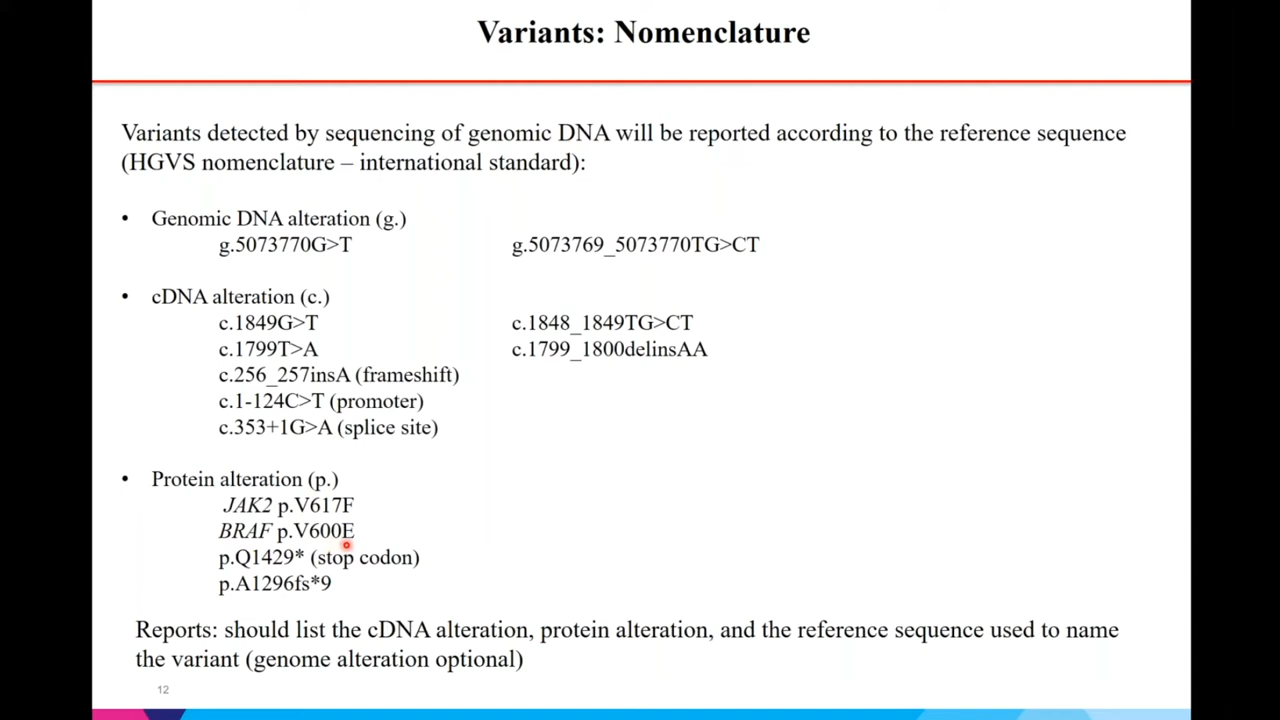 Variants: Nomenclature
Variants detected by sequencing of genomic DNA will be reported according to the reference sequence
(HGVS nomenclature – international standard):
• Genomic DNA alteration (g.)
g.5073770G>T g.5073769_5073770TG>CT
• cDNA alteration (c.)
c.1849G>T c.1848_1849TG>CT
c.1799T>A c.1799_1800delinsAA
c.256_257insA (frameshift)
c.1-124C>T (promoter)
c.353+1G>A (splice site)
• Protein alteration (p.)
JAK2 p.V617F
BRAF p.V600E
p.Q1429* (stop codon)
p.A1296fs*9
Reports: should list the cDNA alteration, protein alteration, and the reference sequence used to name
the variant (genome alteration optional)
12